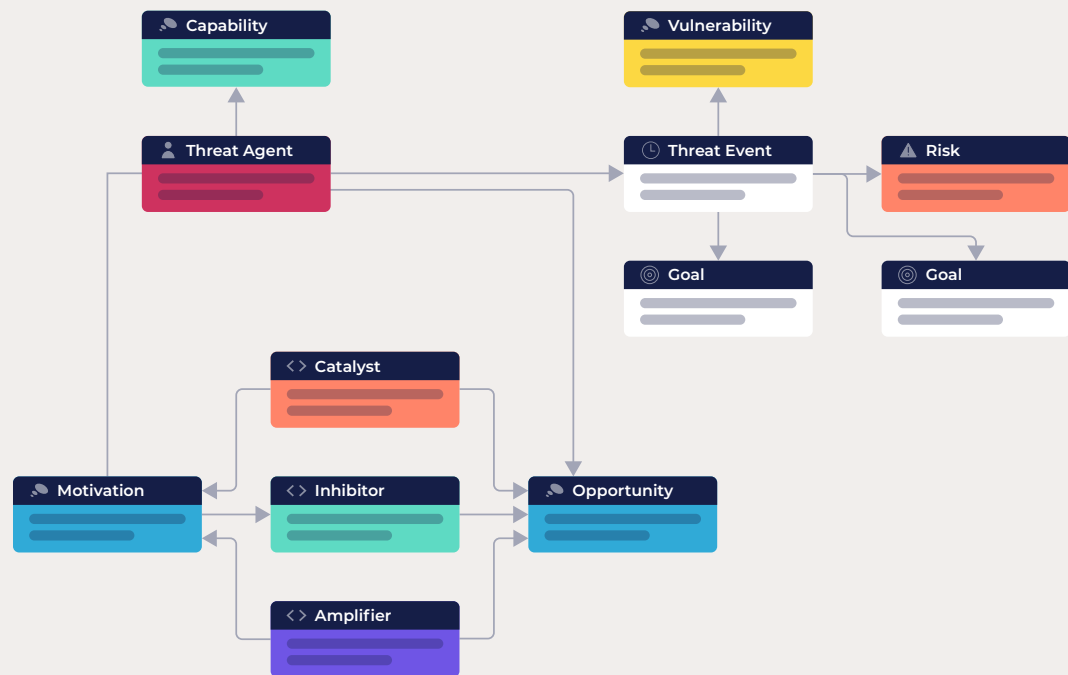 Capability
Vulnerability
Threat Agent
Threat Event
Risk
Goal
Goal
Catalyst
Motivation
Inhibitor
Opportunity
Amplifier